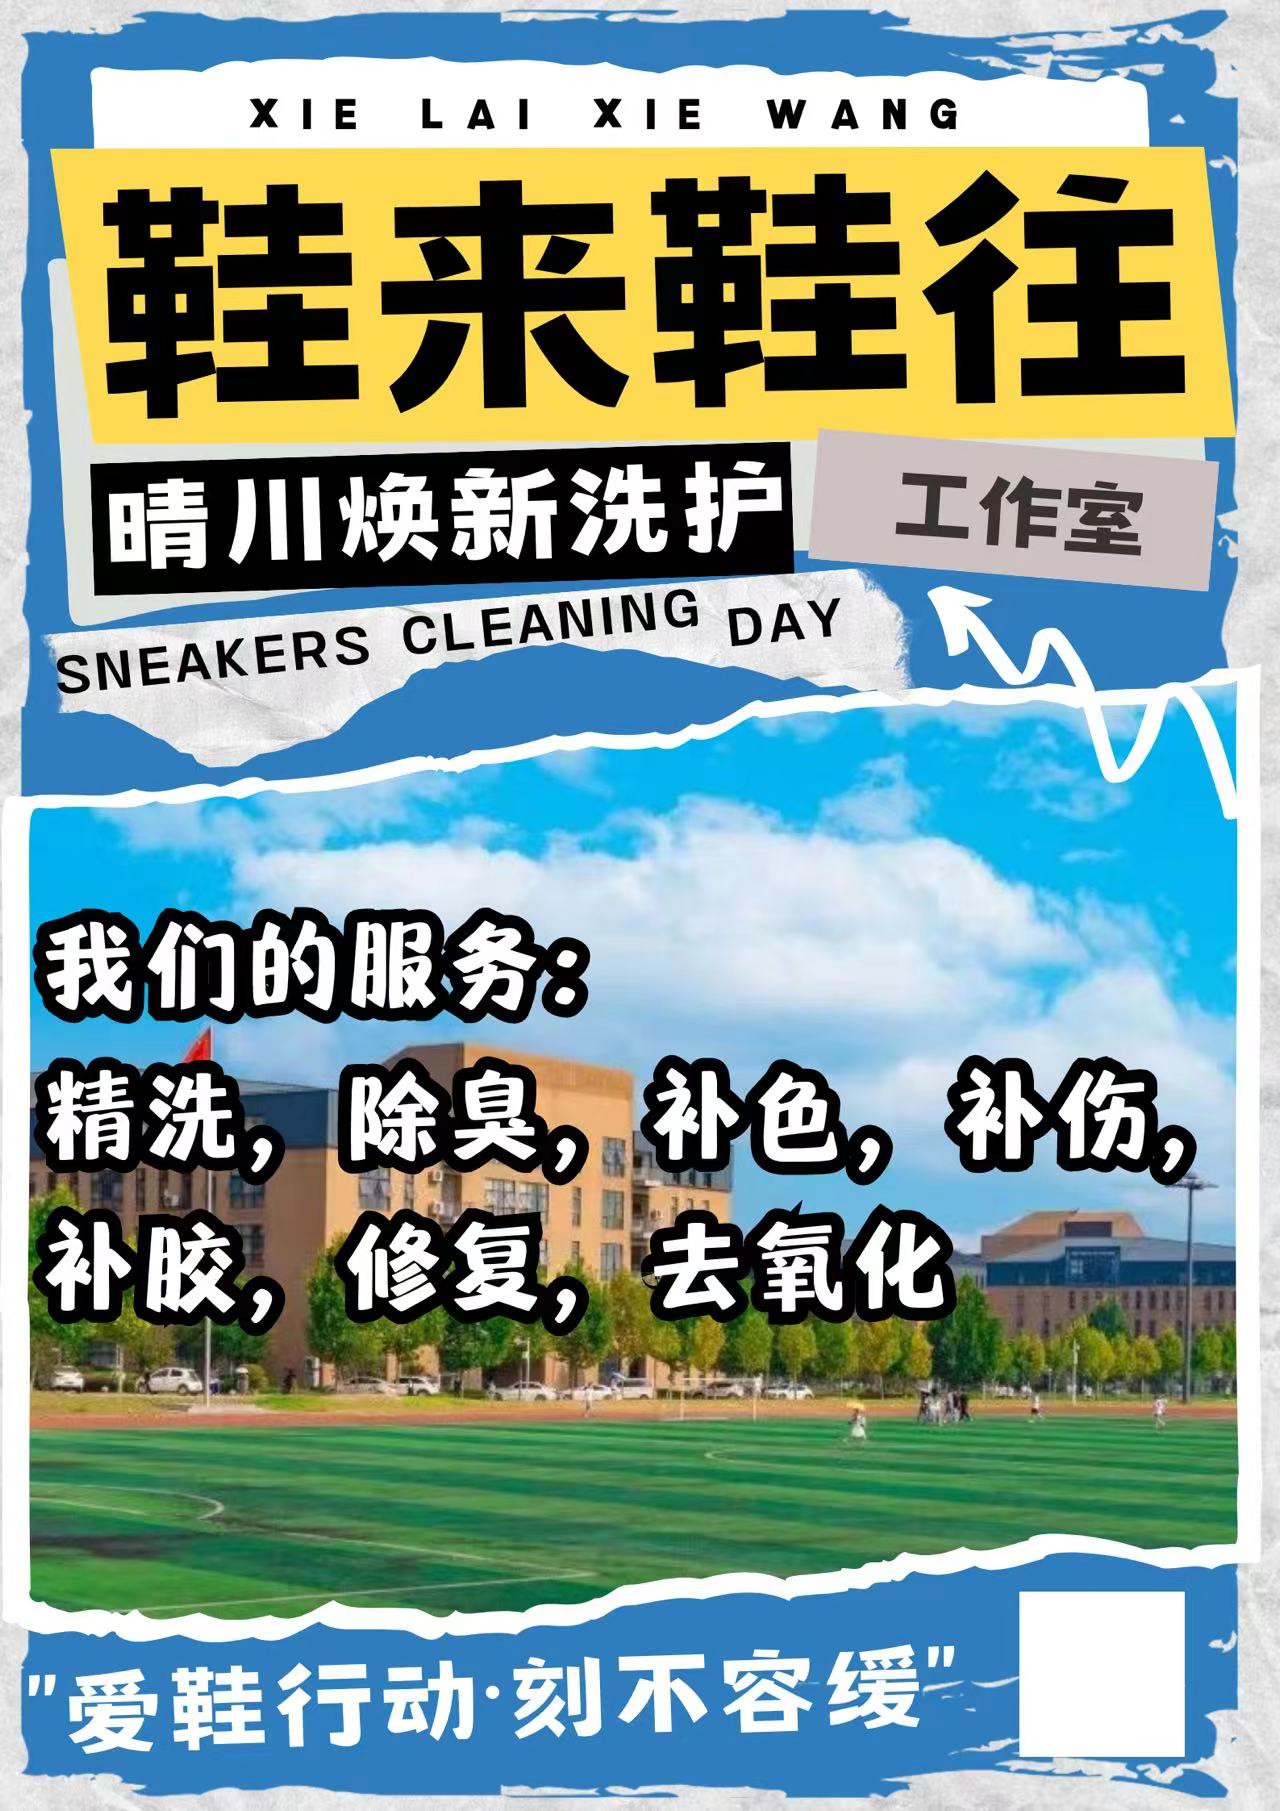 XIE LAI XIE WANG
鞋来鞋往
晴川焕新洗护
工作室
SNEAKERS CLEANING DAY
我们的服务：
精洗，除臭，补色，补伤，
补胶，修复，去氧化
"爱鞋行动·刻不容缓"